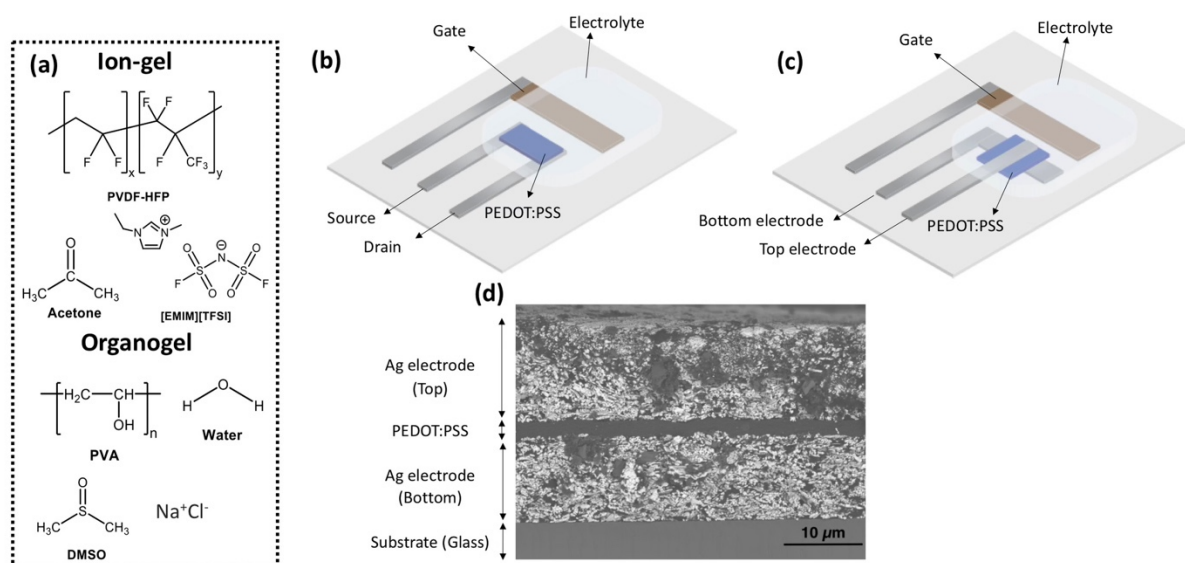 (a)
Ion-gel
F F
F F F CF3
x y
PVDF-HFP
N ⊕ N
O
H3C CH3
Acetone
O N ⊖ O
F S S F
O O
[EMIM][TFSI]
Organogel
H2C CH
OH
n
PVA
O
H H
Water
O
S
H3C CH3
DMSO
Na+Cl-
(b)
Gate
Electrolyte
Source
Drain
PEDOT:PSS
(c)
Gate
Electrolyte
Bottom electrode
Top electrode
PEDOT:PSS
(d)
Ag electrode
(Top)
PEDOT:PSS
Ag electrode
(Bottom)
Substrate (Glass)
10 µm